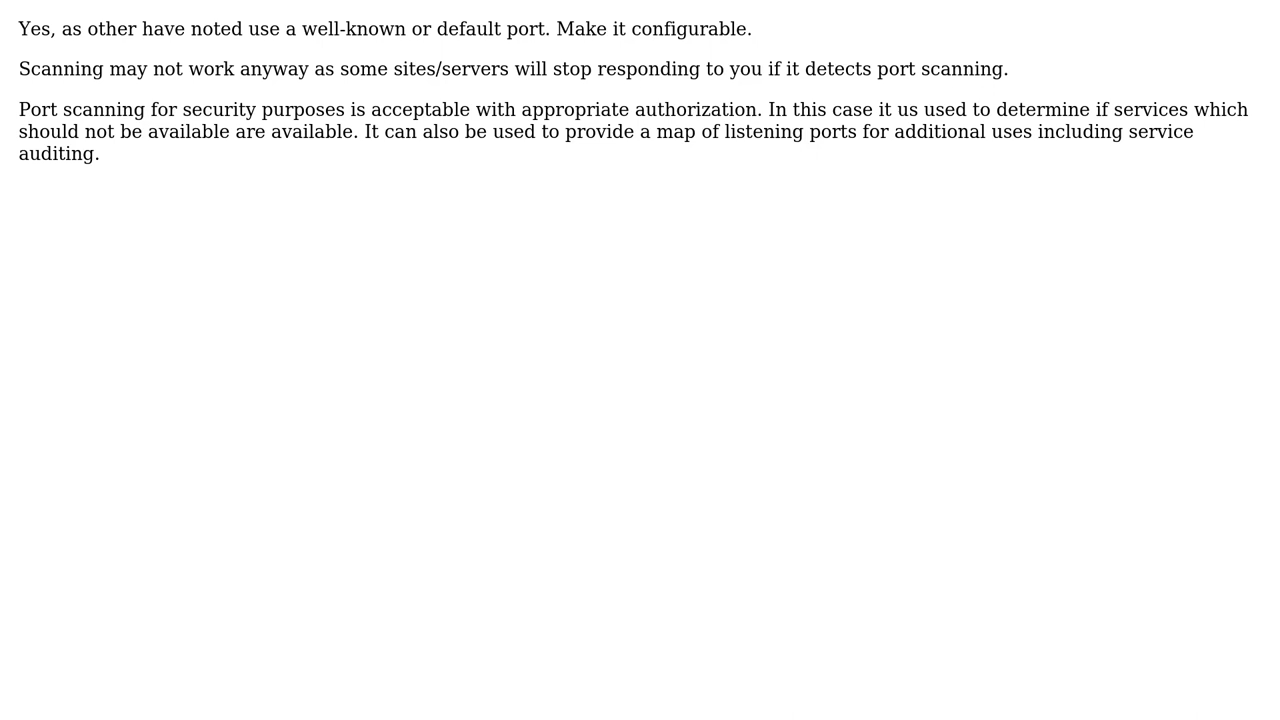 Yes, as other have noted use a well-known or default port. Make it configurable.
Scanning may not work anyway as some sites/servers will stop responding to you if it detects port scanning.
Port scanning for security purposes is acceptable with appropriate authorization. In this case it us used to determine if services which
should not be available are available. It can also be used to provide a map of listening ports for additional uses including service
auditing.